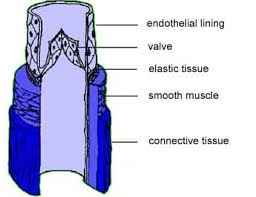 endothelial lining
valve
elastic tissue
smooth muscle
connective tissue